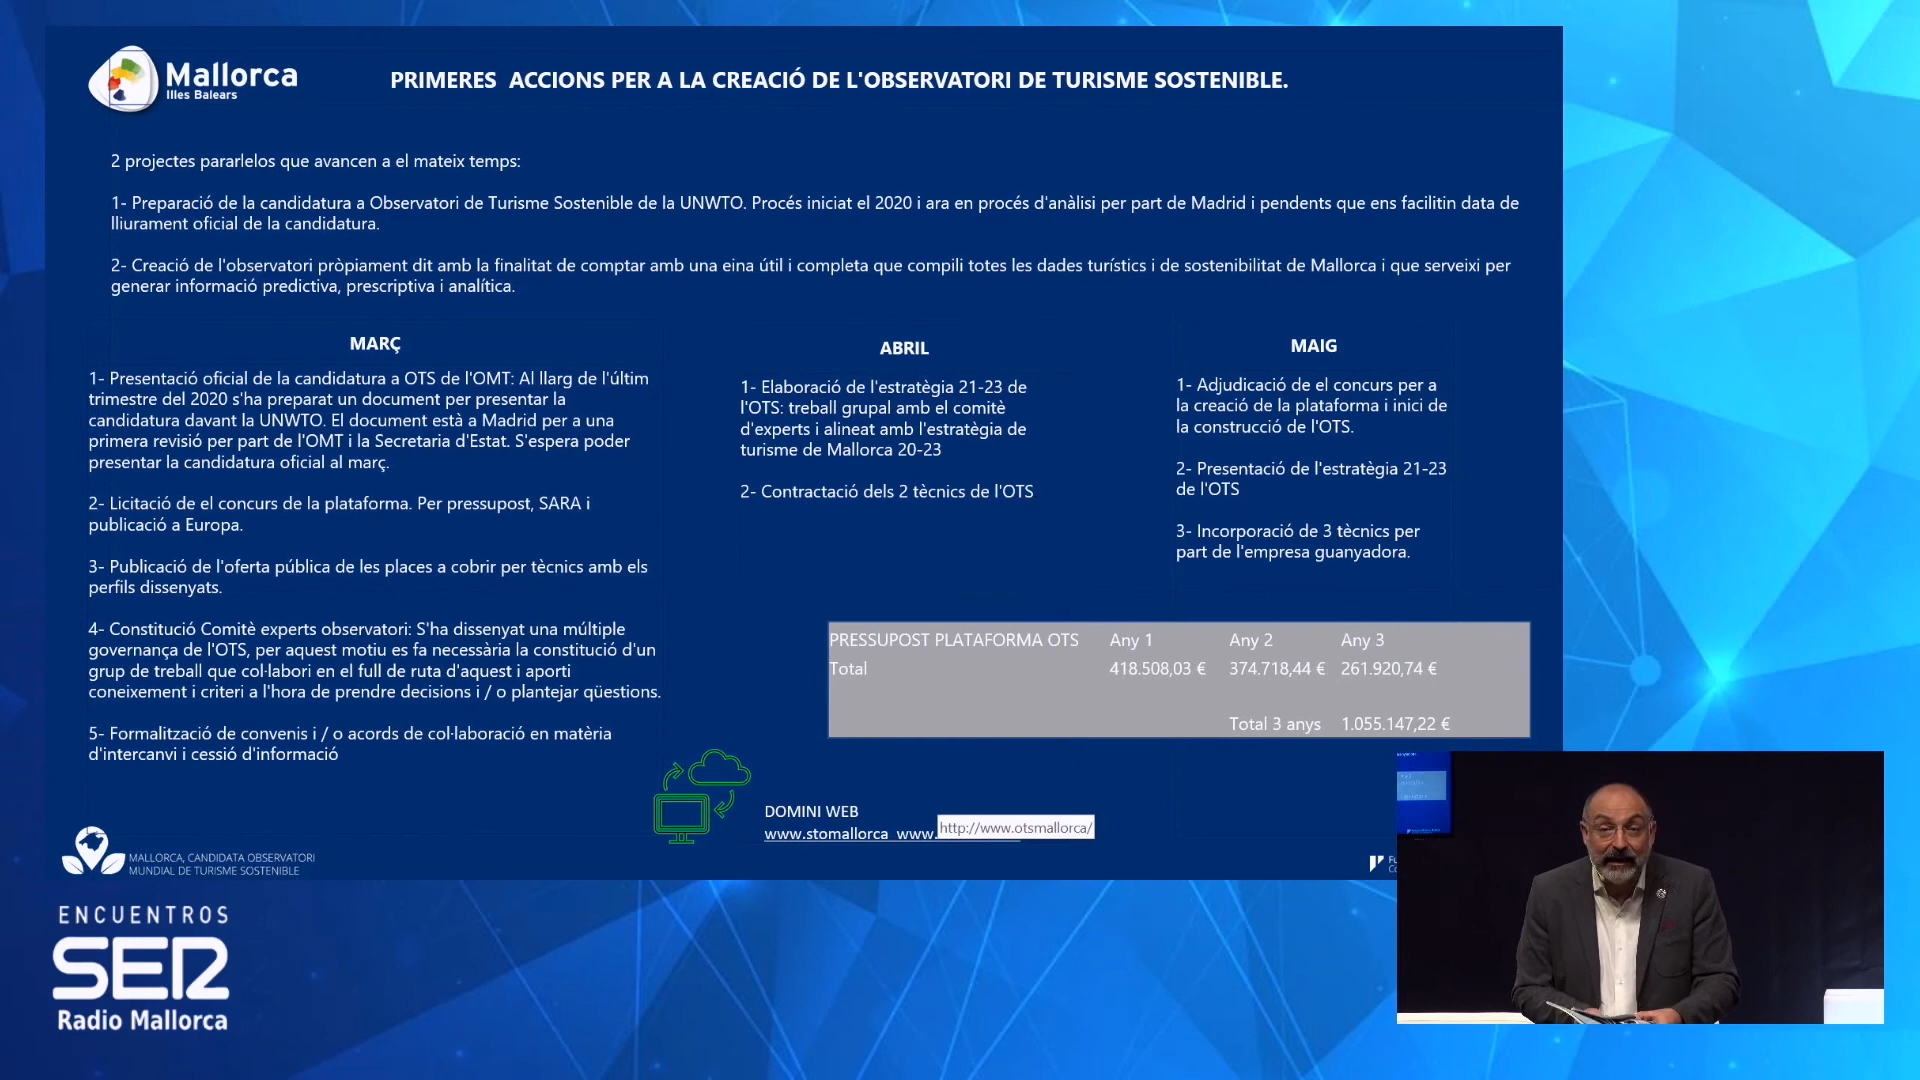 Mallorca
Illes Balears
PRIMERES ACCIONS PER A LA CREACIÓ DE L'OBSERVATORI DE TURISME SOSTENIBLE.
2 projectes pararlelos que avancen a el mateix temps:
1- Preparació de la candidatura a Observatori de Turisme Sostenible de la UNWTO. Procés iniciat el 2020 i ara en procés d'anàlisi per part de Madrid i pendents que ens facilitin data de
lliurament oficial de la candidatura.
2- Creació de l'observatori pròpiament dit amb la finalitat de comptar amb una eina útil i completa que compili totes les dades turístics i de sostenibilitat de Mallorca i que serveixi per
generar informació predictiva, prescriptiva i analítica.
MARÇ
1- Presentació oficial de la candidatura a OTS de l'OMT: Al llarg de l'últim
trimestre del 2020 s'ha preparat un document per presentar la
candidatura davant la UNWTO. El document està a Madrid per a una
primera revisió per part de l'OMT i la Secretaria d'Estat. S'espera poder
presentar la candidatura oficial al març.
2- Licitació de el concurs de la plataforma. Per pressupost, SARA i
publicació a Europa.
3- Publicació de l'oferta pública de les places a cobrir per tècnics amb els
perfils dissenyats.
4- Constitució Comitè experts observatori: S'ha dissenyat una múltiple
governança de l'OTS, per aquest motiu es fa necessària la constitució d'un
grup de treball que col·labori en el full de ruta d'aquest i aporti
coneixement i criteri a l'hora de prendre decisions i / o plantejar qüestions.
5- Formalització de convenis i / o acords de col·laboració en matèria
d'intercanvi i cessió d'informació
ABRIL
1- Elaboració de l'estratègia 21-23 de
l'OTS: treball grupal amb el comitè
d'experts i alineat amb l'estratègia de
turisme de Mallorca 20-23
2- Contractació dels 2 tècnics de l'OTS
MAIG
1- Adjudicació de el concurs per a
la creació de la plataforma i inici de
la construcció de l'OTS.
2- Presentació de l'estratègia 21-23
de l'OTS
3- Incorporació de 3 tècnics per
part de l'empresa guanyadora.
PRESSUPOST PLATAFORMA OTS Any 1 Any 2 Any 3
Total 418.508,03 € 374.718,44 € 261.920,74 €
Total 3 anys 1.055.147,22 €
DOMINI WEB
www.stomallorca www.
http://www.otsmallorca/
MALLORCA, CANDIDATA OBSERVATORI
MUNDIAL DE TURISME SOSTENIBLE
ENCUENTROS
SER
Radio Mallorca